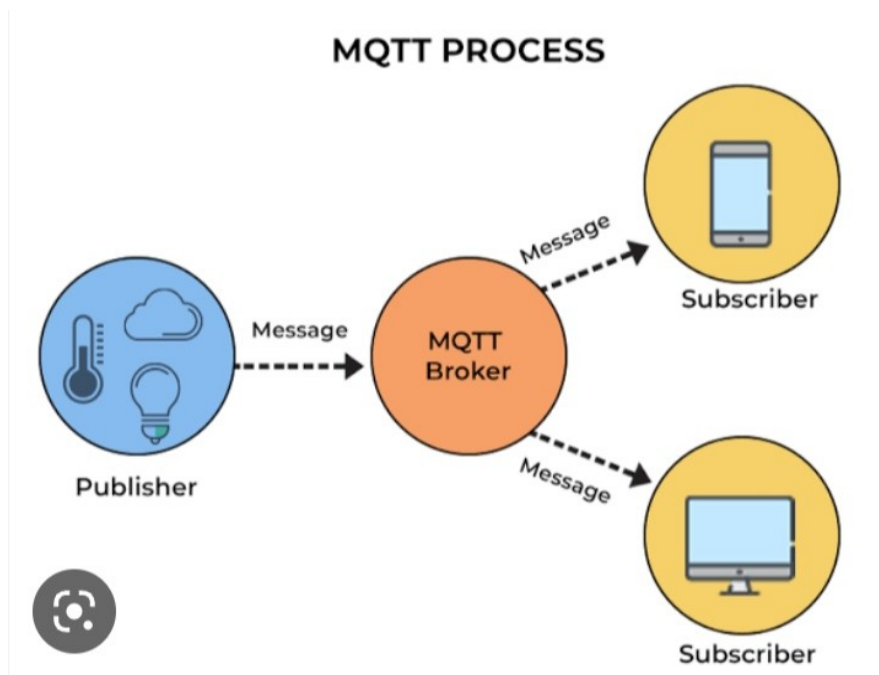 MQTT PROCESS
Message
Subscriber
Message
MQTT
Broker
Publisher
Message
Subscriber